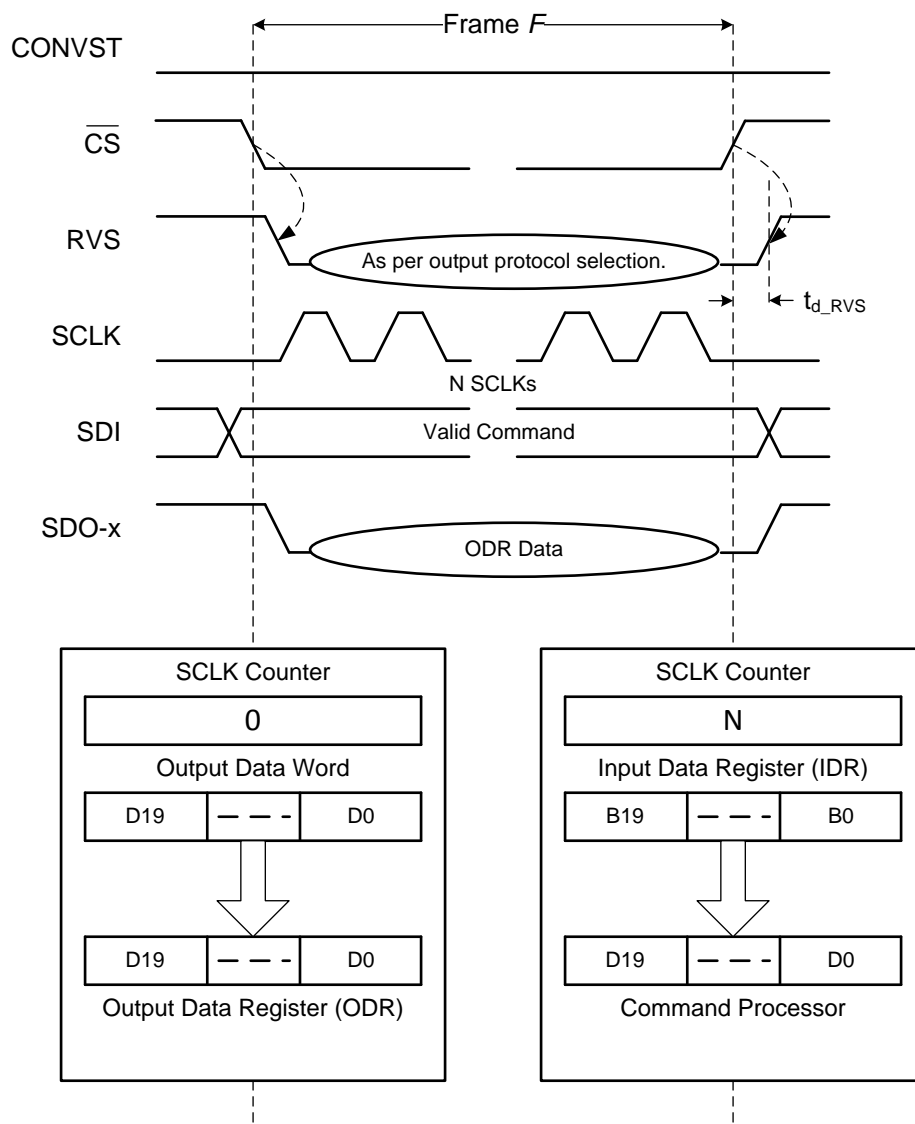 Frame F
CONVST
CS
RVS
As per output protocol selection.
td_RVS
SCLK
N SCLKs
SDI
Valid Command
SDO-x
ODR Data
SCLK Counter
0
Output Data Word
D19 D0
D19 D0
Output Data Register (ODR)
SCLK Counter
N
Input Data Register (IDR)
B19 B0
D19 D0
Command Processor